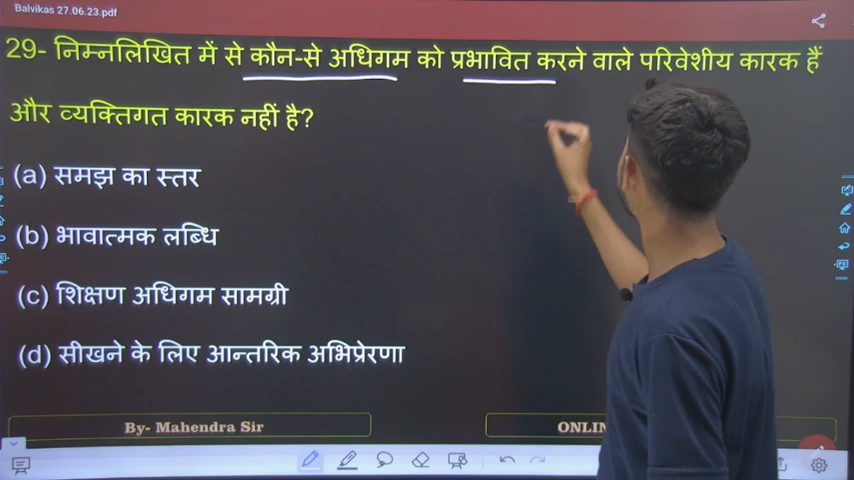 Balvikas 27.06.23.pdf
29- निम्नलिखित में से कौन-से अधिगम को प्रभावित करने वाले परिवेशीय कारक हैं
और व्यक्तिगत कारक नहीं है?
(a) समझ का स्तर
(b) भावात्मक लब्धि
(c) शिक्षण अधिगम सामग्री
(d) सीखने के लिए आन्तरिक अभिप्रेरणा
By- Mahendra Sir
ONLIN